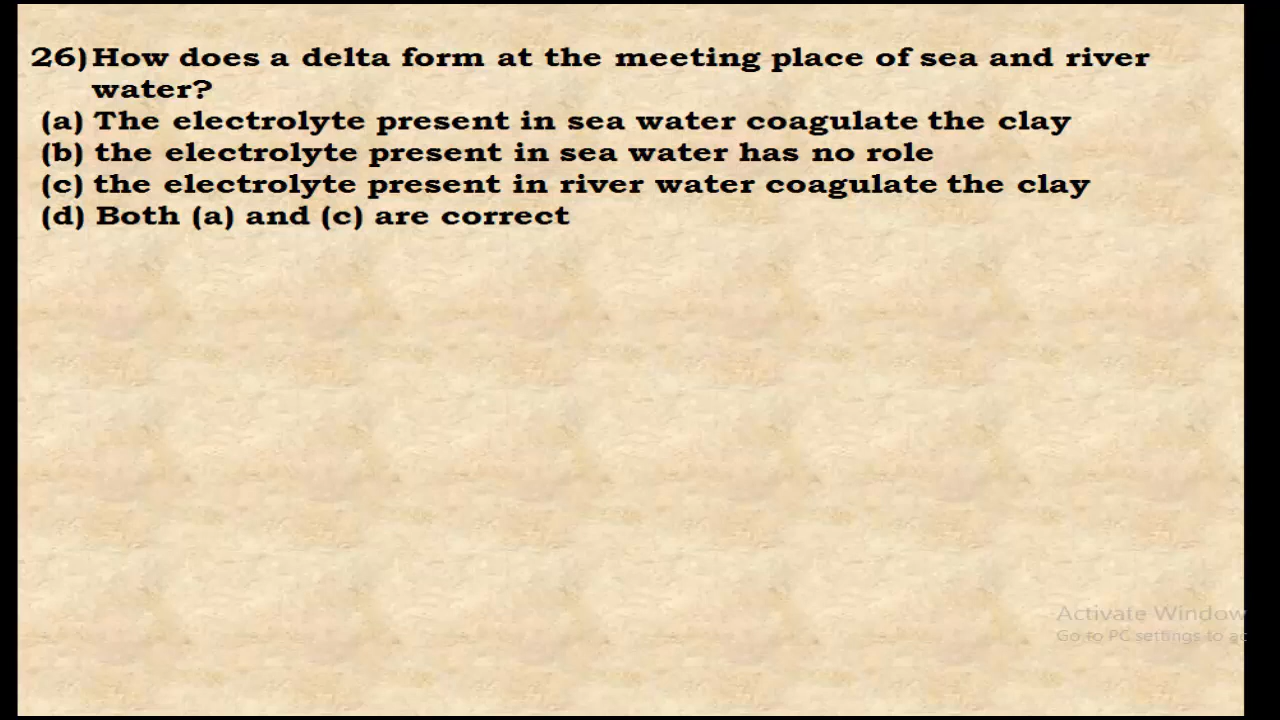 26) How does a delta form at the meeting place of sea and river
water?
(a) The electrolyte present in sea water coagulate the clay
(b) the electrolyte present in sea water has no role
(c) the electrolyte present in river water coagulate the clay
(d) Both (a) and (c) are correct
Activate Window
Go to PC settings to ac